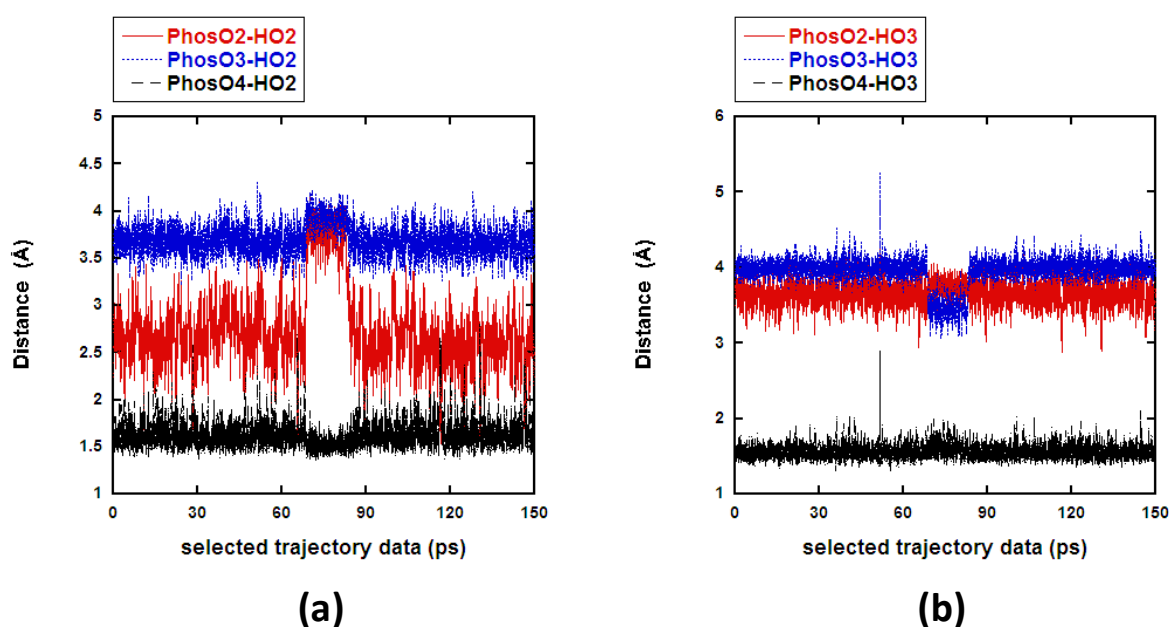 PhosO2-HO2
PhosO3-HO2
PhosO4-HO2
5
4.5
4
3.5
3
2.5
2
1.5
1
Distance (Å)
0 30 60 90 120 150
selected trajectory data (ps)
(a)
PhosO2-HO3
PhosO3-HO3
PhosO4-HO3
6
5
4
3
2
1
Distance (Å)
0 30 60 90 120 150
selected trajectory data (ps)
(b)